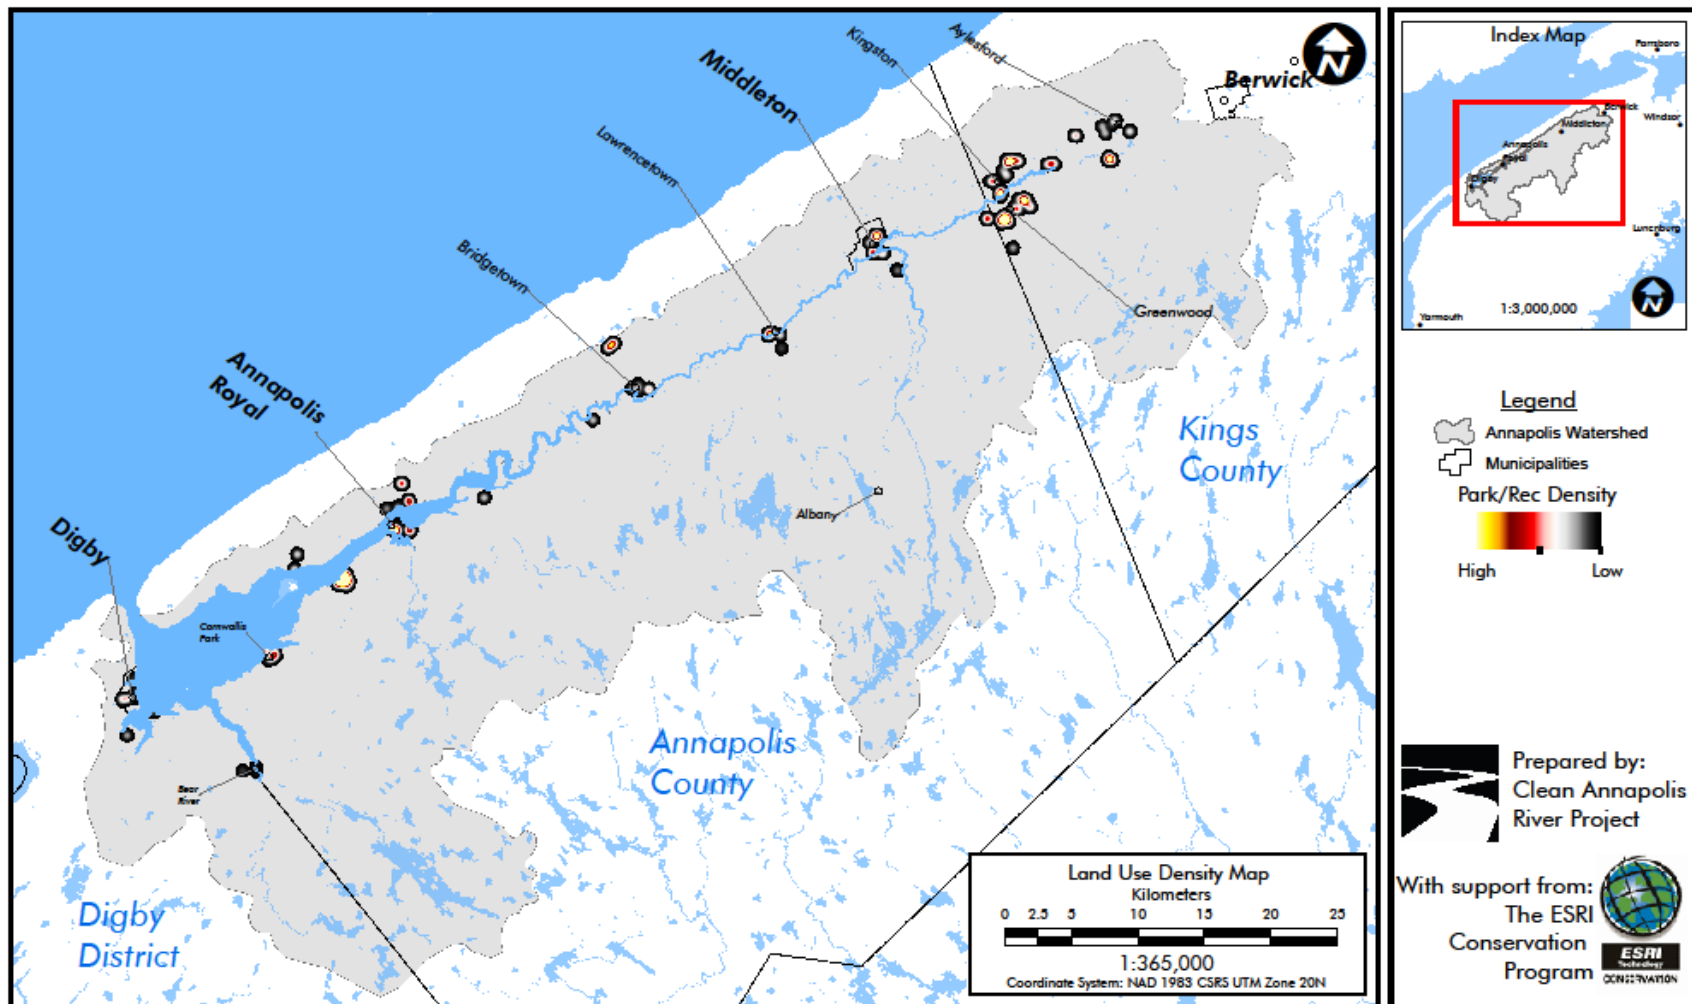 Kingston
Aylesford
Middleton
Berwick
N
Lawrencetown
Bridgetown
Greenwood
Annapolis
Royal
Kings
County
Albany
Digby
Cornwallis
Park
Annapolis
County
Bear
River
Digby
District
Land Use Density Map
Kilometers
0 2.5 5 10 15 20 25
1:365,000
Coordinate System: NAD 1983 CSRS UTM Zone 20N
Index Map
Parrsboro
Berwick
Windsor
Middleton
Annapolis
Royal
Digby
Lunenburg
N
1:3,000,000
Yarmouth
Legend
Annapolis Watershed
Municipalities
Park/Rec Density
High Low
Prepared by:
Clean Annapolis
River Project
With support from:
The ESRI
Conservation
Program
ESRI
Technology
CONSERVATION